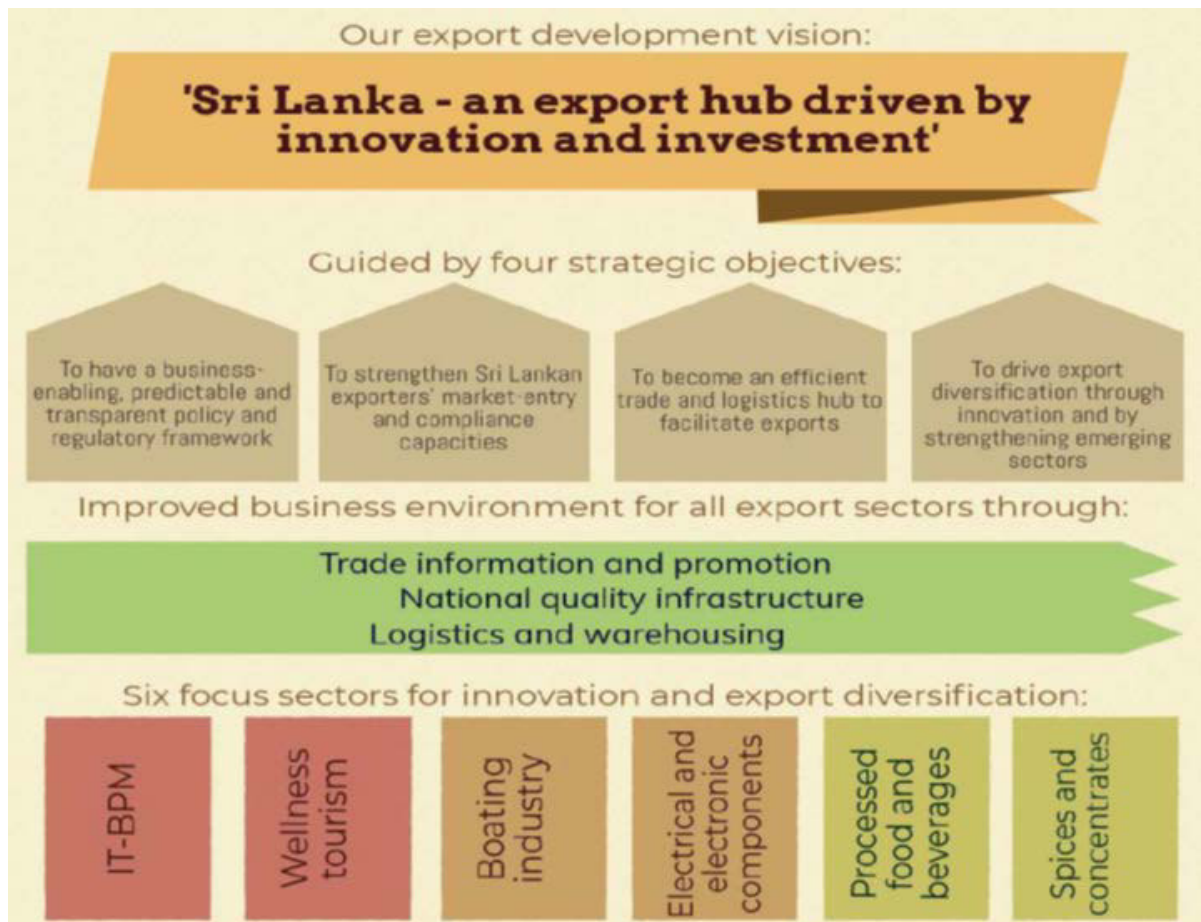 Our export development vision:
'Sri Lanka - an export hub driven by
innovation and investment'
Guided by four strategic objectives:
To have a business-
enabling, predictable and
transparent policy and
regulatory framework
To strengthen Sri Lankan
exporters' market-entry
and compliance
capacities
To become an efficient
trade and logistics hub to
facilitate exports
To drive export
diversification through
innovation and by
strengthening emerging
sectors
Improved business environment for all export sectors through:
Trade information and promotion
National quality infrastructure
Logistics and warehousing
Six focus sectors for innovation and export diversification:
IT-BPM
Wellness
tourism
Boating
industry
Electrical and
electronic
components
Processed
food and
beverages
Spices and
concentrates